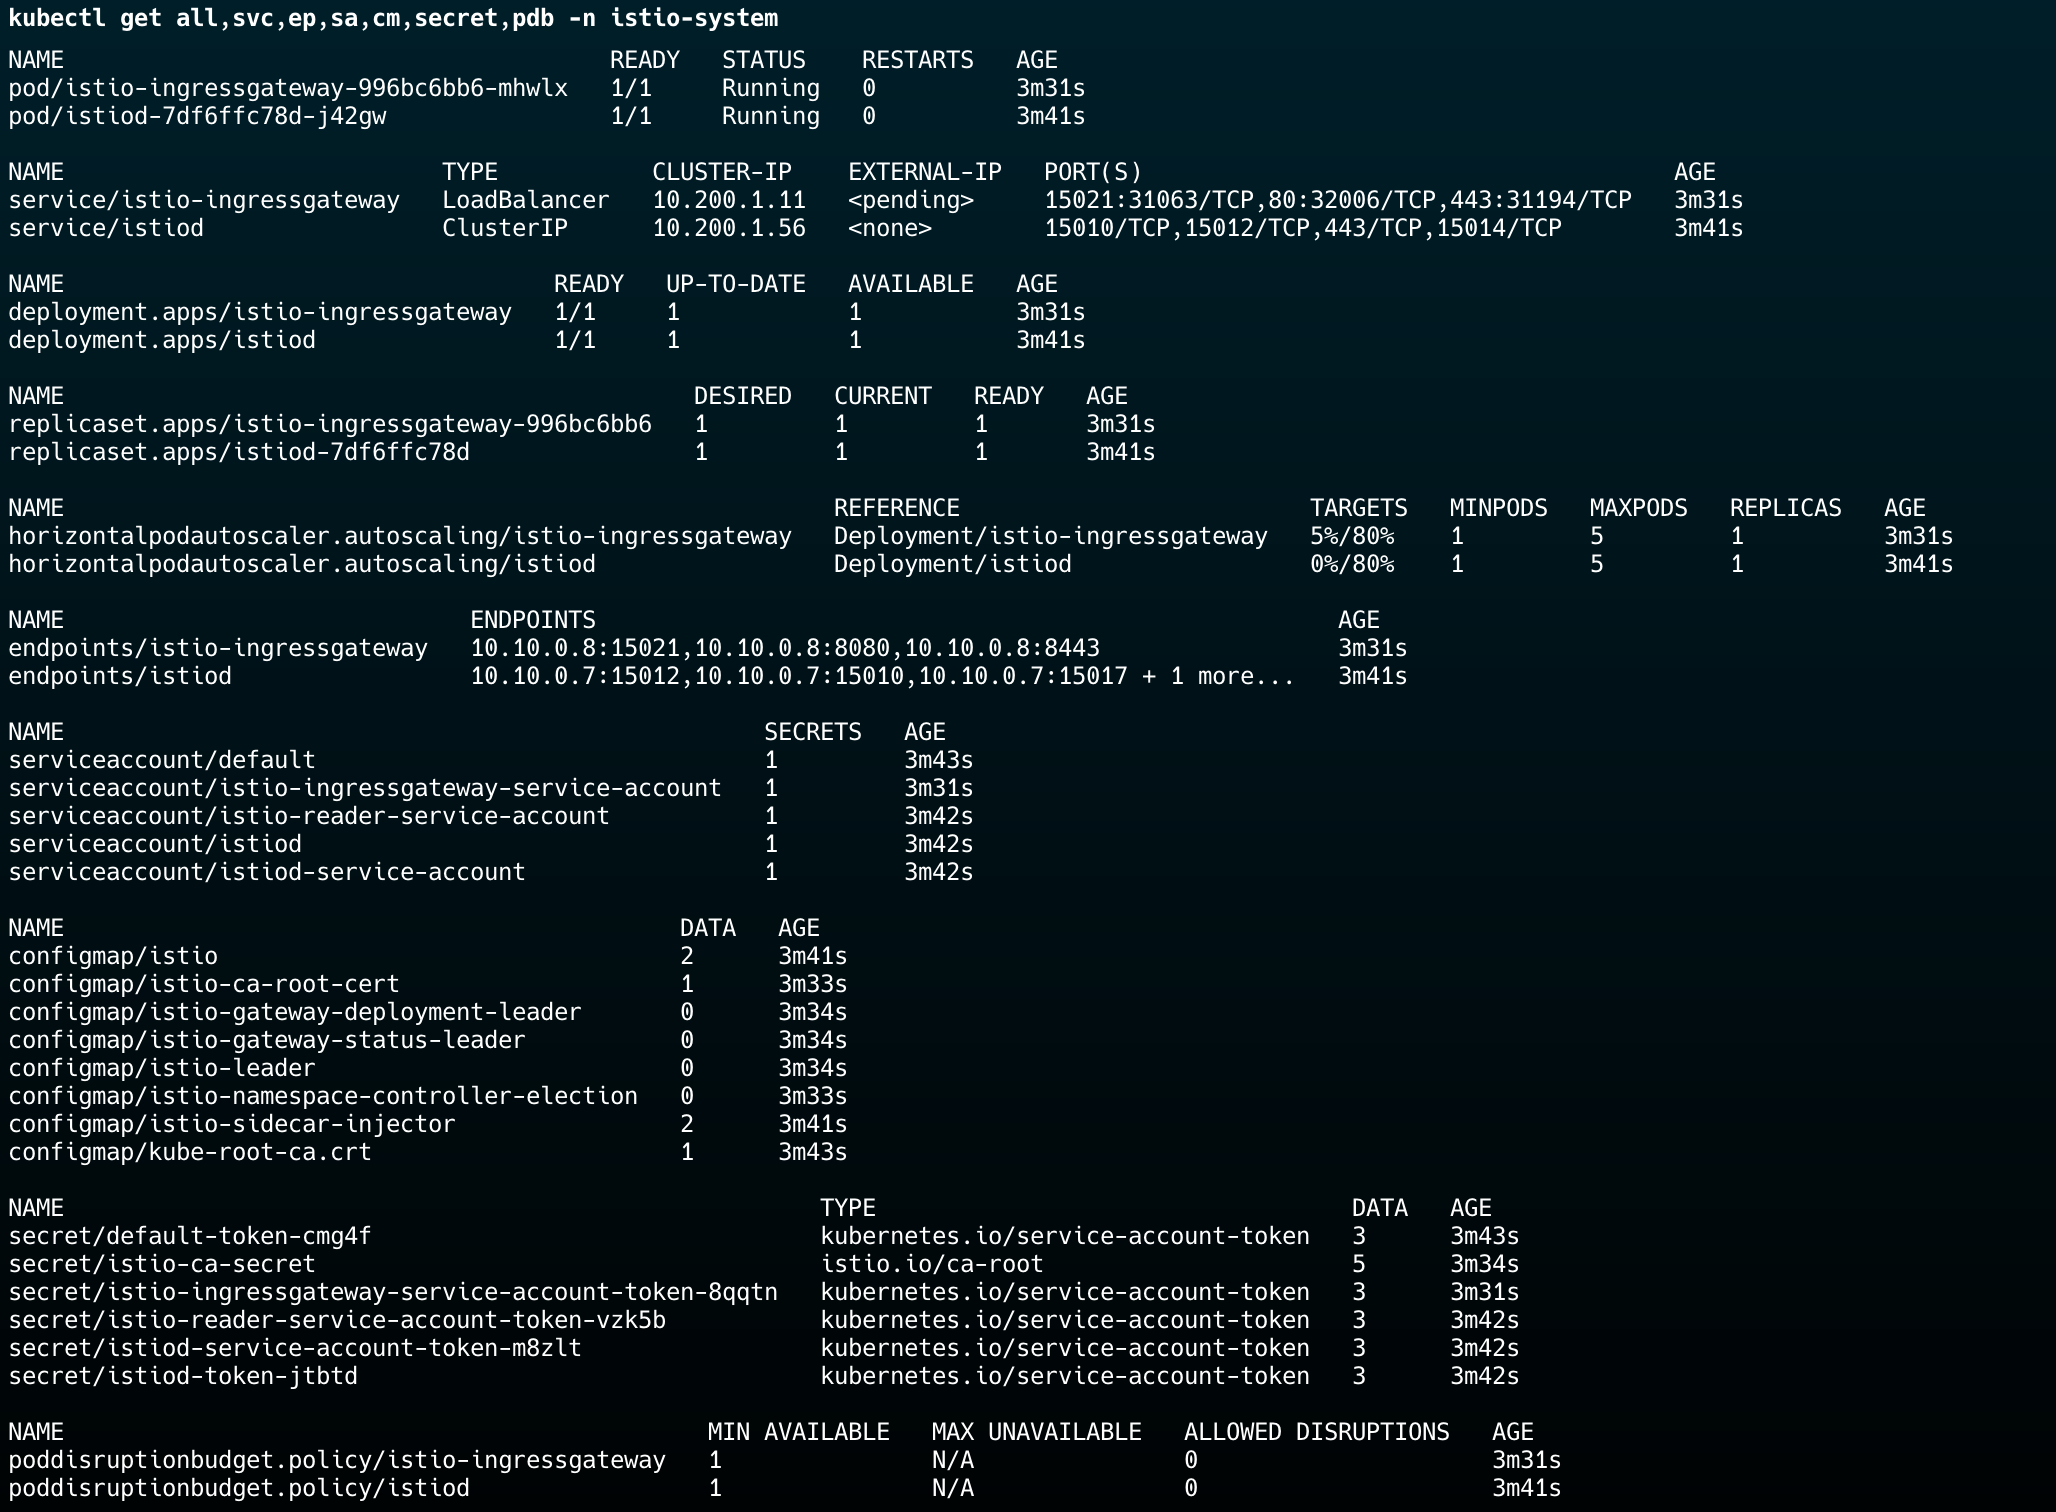 kubectl get all,svc,ep,sa,cm,secret,pdb -n istio-system
NAME                                       READY   STATUS    RESTARTS   AGE
pod/istio-ingressgateway-996bc6bb6-mhwlx   1/1     Running   0          3m31s
pod/istiod-7df6ffc78d-j42gw                1/1     Running   0          3m41s

NAME                           TYPE           CLUSTER-IP    EXTERNAL-IP   PORT(S)                                      AGE
service/istio-ingressgateway   LoadBalancer   10.200.1.11   <pending>     15021:31063/TCP,80:32006/TCP,443:31194/TCP   3m31s
service/istiod                 ClusterIP      10.200.1.56   <none>        15010/TCP,15012/TCP,443/TCP,15014/TCP        3m41s

NAME                                   READY   UP-TO-DATE   AVAILABLE   AGE
deployment.apps/istio-ingressgateway   1/1     1            1           3m31s
deployment.apps/istiod                 1/1     1            1           3m41s

NAME                                             DESIRED   CURRENT   READY   AGE
replicaset.apps/istio-ingressgateway-996bc6bb6   1         1         1       3m31s
replicaset.apps/istiod-7df6ffc78d                1         1         1       3m41s

NAME                                                       REFERENCE                         TARGETS   MINPODS   MAXPODS   REPLICAS   AGE
horizontalpodautoscaler.autoscaling/istio-ingressgateway   Deployment/istio-ingressgateway   5%/80%    1         5         1          3m31s
horizontalpodautoscaler.autoscaling/istiod                 Deployment/istiod                 0%/80%    1         5         1          3m41s

NAME                             ENDPOINTS                                                     AGE
endpoints/istio-ingressgateway   10.10.0.8:15021,10.10.0.8:8080,10.10.0.8:8443                 3m31s
endpoints/istiod                 10.10.0.7:15012,10.10.0.7:15010,10.10.0.7:15017 + 1 more...   3m41s

NAME                                                  SECRETS   AGE
serviceaccount/default                                1         3m43s
serviceaccount/istio-ingressgateway-service-account   1         3m31s
serviceaccount/istio-reader-service-account           1         3m42s
serviceaccount/istiod                                 1         3m42s
serviceaccount/istiod-service-account                 1         3m42s

NAME                                            DATA   AGE
configmap/istio                                 2      3m41s
configmap/istio-ca-root-cert                    1      3m33s
configmap/istio-gateway-deployment-leader       0      3m34s
configmap/istio-gateway-status-leader           0      3m34s
configmap/istio-leader                          0      3m34s
configmap/istio-namespace-controller-election   0      3m33s
configmap/istio-sidecar-injector                2      3m41s
configmap/kube-root-ca.crt                      1      3m43s

NAME                                                      TYPE                                  DATA   AGE
secret/default-token-cmg4f                                kubernetes.io/service-account-token   3      3m43s
secret/istio-ca-secret                                    istio.io/ca-root                      5      3m34s
secret/istio-ingressgateway-service-account-token-8qqtn   kubernetes.io/service-account-token   3      3m31s
secret/istio-reader-service-account-token-vzk5b           kubernetes.io/service-account-token   3      3m42s
secret/istiod-service-account-token-m8zlt                 kubernetes.io/service-account-token   3      3m42s
secret/istiod-token-jtbtd                                 kubernetes.io/service-account-token   3      3m42s

NAME                                              MIN AVAILABLE   MAX UNAVAILABLE   ALLOWED DISRUPTIONS   AGE
poddisruptionbudget.policy/istio-ingressgateway   1               N/A               0                     3m31s
poddisruptionbudget.policy/istiod                 1               N/A               0                     3m41s